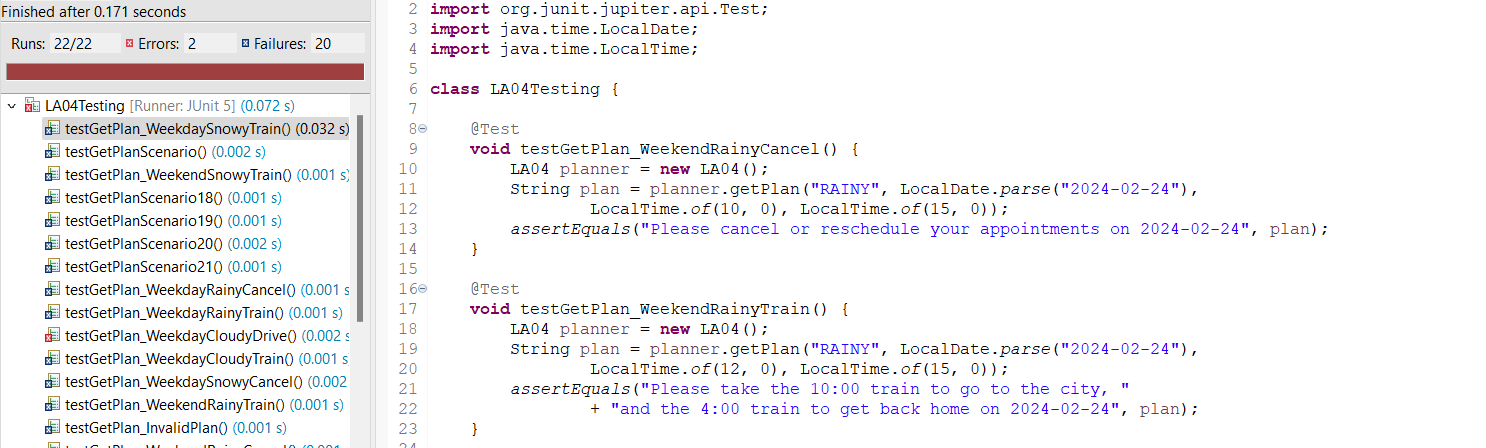 Finished after 0.171 seconds
Runs: 22/22 Errors: 2 Failures: 20
LA04Testing [Runner: JUnit 5] (0.072 s)
testGetPlan_WeekdaySnowyTrain() (0.032 s)
testGetPlanScenario() (0.002 s)
testGetPlan_WeekendSnowyTrain() (0.001 s)
testGetPlanScenario18() (0.001 s)
testGetPlanScenario19() (0.001 s)
testGetPlanScenario20() (0.002 s)
testGetPlanScenario21() (0.001 s)
testGetPlan_WeekdayRainyCancel() (0.001 s
testGetPlan_WeekdayRainyTrain() (0.001 s)
testGetPlan_WeekdayCloudyDrive() (0.002 s
testGetPlan_WeekdayCloudyTrain() (0.001 s
testGetPlan_WeekdaySnowyCancel() (0.002
testGetPlan_WeekendRainyTrain() (0.001 s)
testGetPlan_InvalidPlan() (0.001 s)
2 import org.junit.jupiter.api.Test;
3 import java.time.LocalDate;
4 import java.time.LocalTime;
5
6 class LA04Testing {
7
8 @Test
9 void testGetPlan_WeekendRainyCancel() {
10 LA04 planner = new LA04();
11 String plan = planner.getPlan("RAINY", LocalDate.parse("2024-02-24"),
12 LocalTime.of(10, 0), LocalTime.of(15, 0));
13 assertEquals("Please cancel or reschedule your appointments on 2024-02-24", plan);
14 }
15
16 @Test
17 void testGetPlan_WeekendRainyTrain() {
18 LA04 planner = new LA04();
19 String plan = planner.getPlan("RAINY", LocalDate.parse("2024-02-24"),
20 LocalTime.of(12, 0), LocalTime.of(15, 0));
21 assertEquals("Please take the 10:00 train to go to the city, "
22 + "and the 4:00 train to get back home on 2024-02-24", plan);
23 }